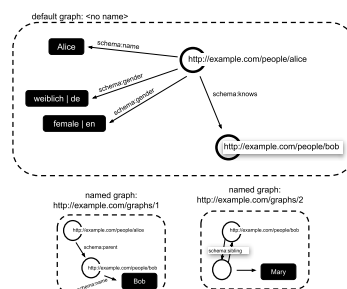 default graph: <no name>
Alice
schema:name
http://example.com/people/alice
schema:gender
weiblich | de
schema:gender
female | en
schema:knows
http://example.com/people/bob
named graph:
http://example.com/graphs/1
http://example.com/people/alice
schema:parent
http://example.com/people/bob
schema:name
Bob
named graph:
http://example.com/graphs/2
http://example.com/people/bob
schema:sibling
Mary